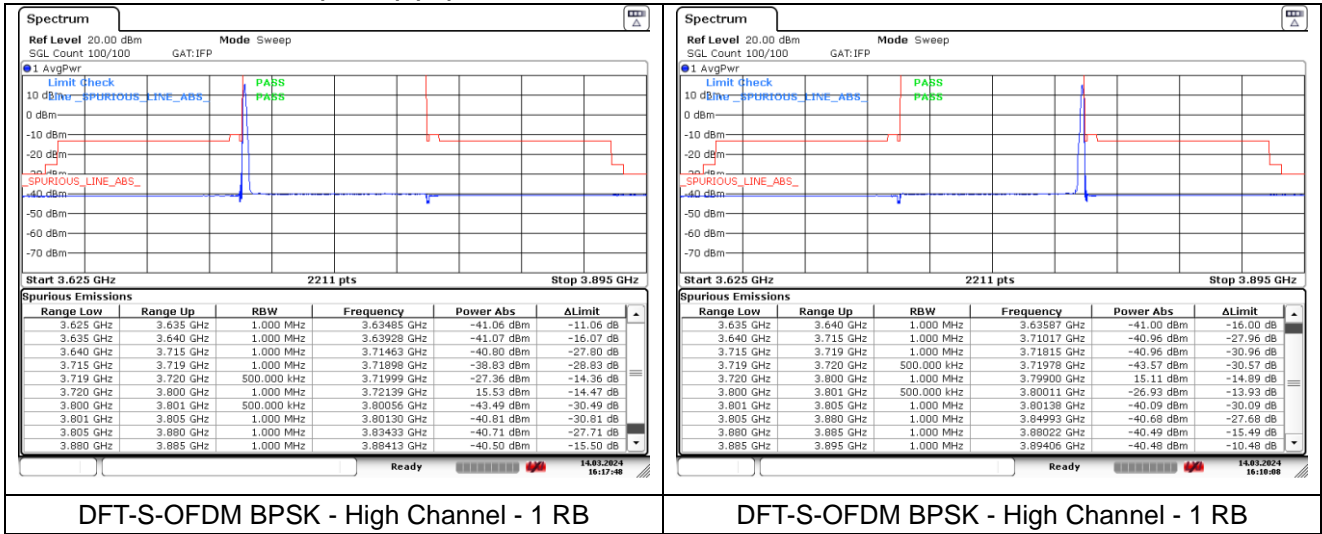 Spectrum
Ref Level 20.00 dBm Mode Sweep
SGL Count 100/100 GAT:IFP
1 AvgPwr
Limit Check PASS
10 dBm
Line _SPURIOUS_LINE_ABS_ PASS
0 dBm
-10 dBm
-20 dBm
-30 dBm
_SPURIOUS_LINE_ABS_
-40 dBm
-50 dBm
-60 dBm
-70 dBm
Start 3.625 GHz 2211 pts Stop 3.895 GHz
Spurious Emissions
Range Low Range Up RBW Frequency Power Abs ΔLimit
3.625 GHz 3.635 GHz 1.000 MHz 3.63485 GHz -41.06 dBm -11.06 dB
3.635 GHz 3.640 GHz 1.000 MHz 3.63928 GHz -41.07 dBm -16.07 dB
3.640 GHz 3.715 GHz 1.000 MHz 3.71463 GHz -40.80 dBm -27.80 dB
3.715 GHz 3.719 GHz 1.000 MHz 3.71898 GHz -38.83 dBm -28.83 dB
3.719 GHz 3.720 GHz 500.000 kHz 3.71999 GHz -27.36 dBm -14.36 dB
3.720 GHz 3.800 GHz 1.000 MHz 3.72139 GHz 15.53 dBm -14.47 dB
3.800 GHz 3.801 GHz 500.000 kHz 3.80056 GHz -43.49 dBm -30.49 dB
3.801 GHz 3.805 GHz 1.000 MHz 3.80130 GHz -40.81 dBm -30.81 dB
3.805 GHz 3.880 GHz 1.000 MHz 3.83433 GHz -40.71 dBm -27.71 dB
3.880 GHz 3.885 GHz 1.000 MHz 3.88413 GHz -40.50 dBm -15.50 dB
Ready 14.03.2024
16:17:48
DFT-S-OFDM BPSK - High Channel - 1 RB
Spectrum
Ref Level 20.00 dBm Mode Sweep
SGL Count 100/100 GAT:IFP
1 AvgPwr
Limit Check PASS
10 dBm
Line _SPURIOUS_LINE_ABS_ PASS
0 dBm
-10 dBm
-20 dBm
-30 dBm
_SPURIOUS_LINE_ABS_
-40 dBm
-50 dBm
-60 dBm
-70 dBm
Start 3.625 GHz 2211 pts Stop 3.895 GHz
Spurious Emissions
Range Low Range Up RBW Frequency Power Abs ΔLimit
3.635 GHz 3.640 GHz 1.000 MHz 3.63587 GHz -41.00 dBm -16.00 dB
3.640 GHz 3.715 GHz 1.000 MHz 3.71017 GHz -40.96 dBm -27.96 dB
3.715 GHz 3.719 GHz 1.000 MHz 3.71815 GHz -40.96 dBm -30.96 dB
3.719 GHz 3.720 GHz 500.000 kHz 3.71978 GHz -43.57 dBm -30.57 dB
3.720 GHz 3.800 GHz 1.000 MHz 3.79900 GHz 15.11 dBm -14.89 dB
3.800 GHz 3.801 GHz 500.000 kHz 3.80011 GHz -26.93 dBm -13.93 dB
3.801 GHz 3.805 GHz 1.000 MHz 3.80138 GHz -40.09 dBm -30.09 dB
3.805 GHz 3.880 GHz 1.000 MHz 3.84993 GHz -40.68 dBm -27.68 dB
3.880 GHz 3.885 GHz 1.000 MHz 3.88022 GHz -40.49 dBm -15.49 dB
3.885 GHz 3.895 GHz 1.000 MHz 3.89406 GHz -40.48 dBm -10.48 dB
Ready 14.03.2024
16:10:08
DFT-S-OFDM BPSK - High Channel - 1 RB